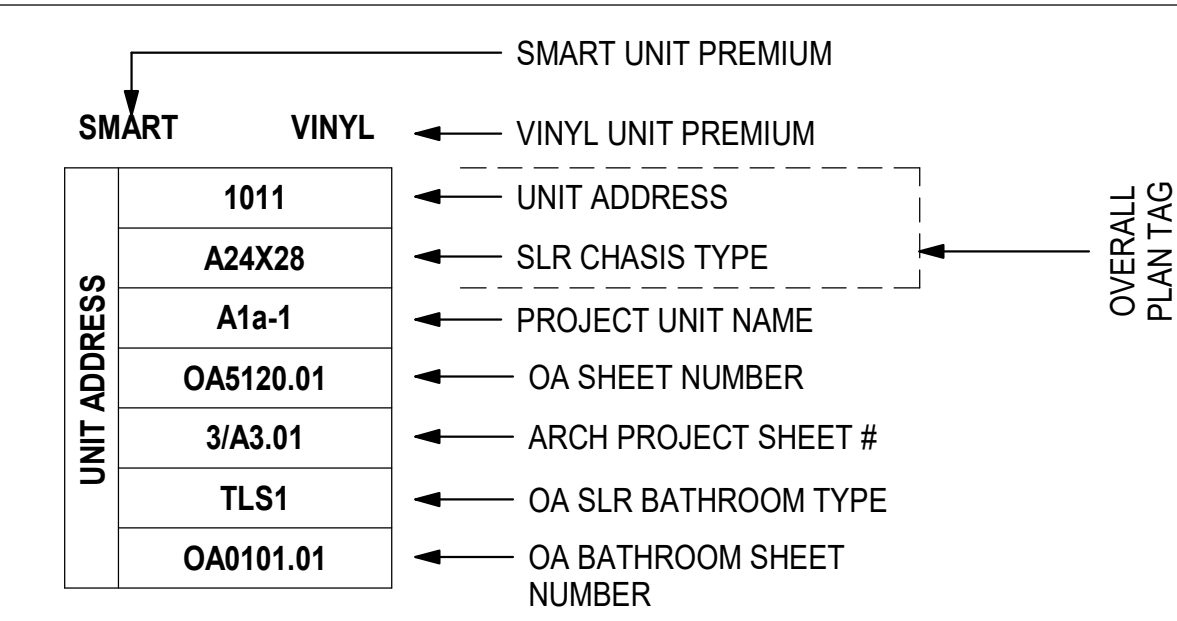 SMART UNIT PREMIUM
SMART VINYL VINYL UNIT PREMIUM
UNIT ADDRESS
1011 UNIT ADDRESS
A24X28 SLR CHASIS TYPE
A1a-1 PROJECT UNIT NAME
OA5120.01 OA SHEET NUMBER
3/A3.01 ARCH PROJECT SHEET #
TLS1 OA SLR BATHROOM TYPE
OA0101.01 OA BATHROOM SHEET
NUMBER
OVERALL
PLAN TAG